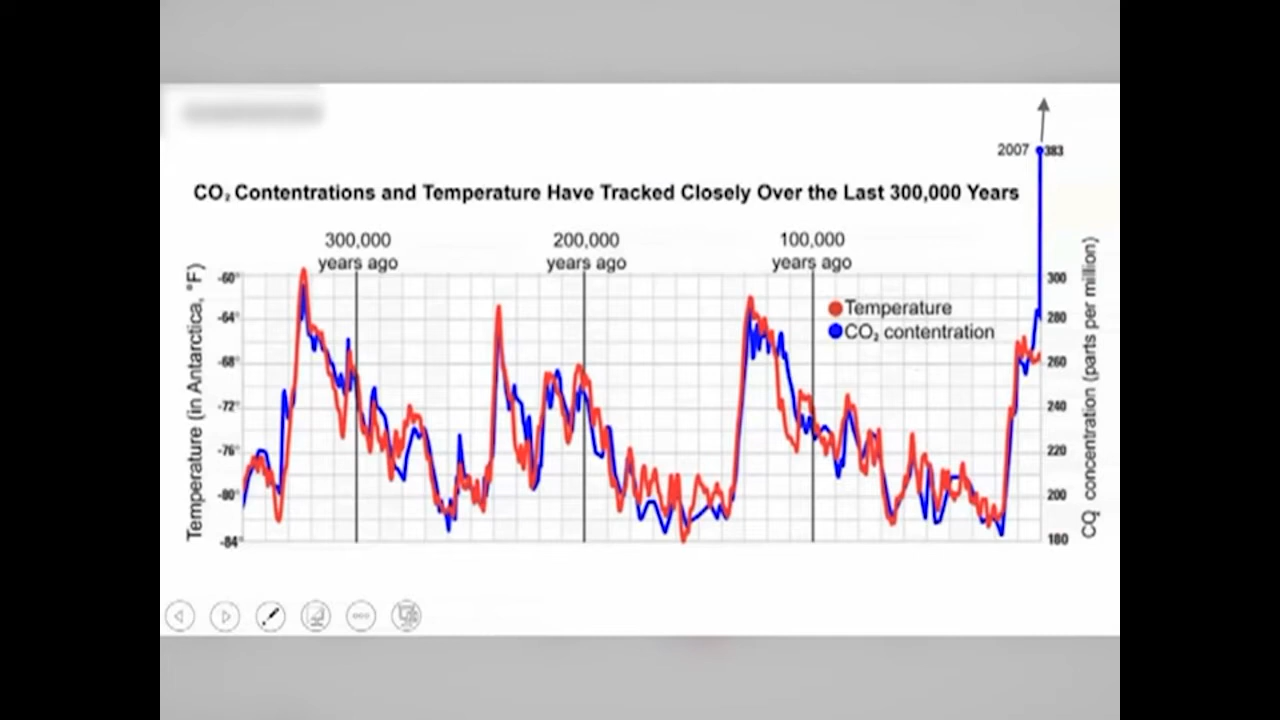 2007 383
CO₂ Contentrations and Temperature Have Tracked Closely Over the Last 300,000 Years
300,000
years ago
200,000
years ago
100,000
years ago
Temperature (in Antarctica, °F)
-60°
-64°
-68°
-72°
-76°
-80°
-84°
Temperature
CO₂ contentration
300
280
260
240
220
200
180
CO₂ concentration (parts per million)